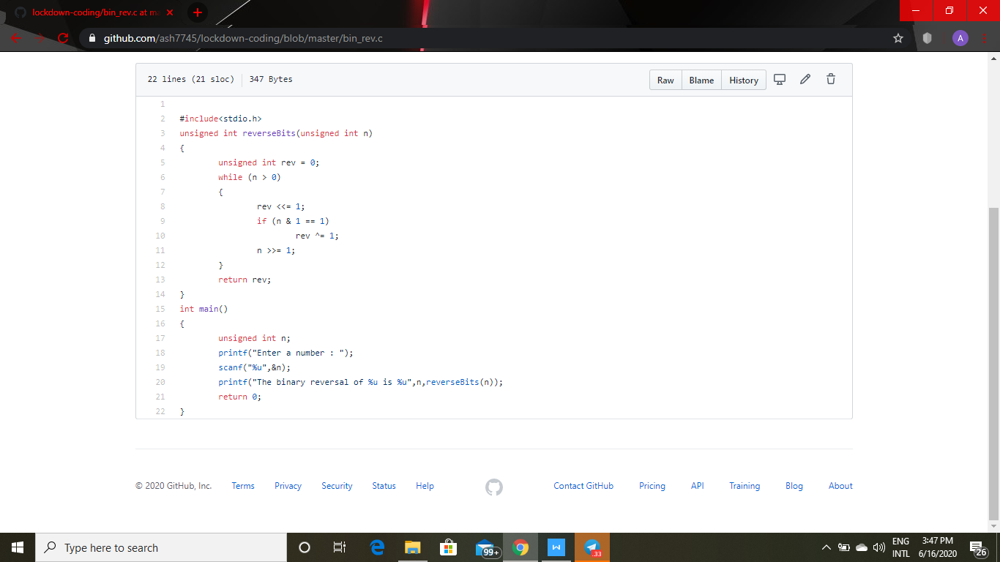 lockdown-coding/bin_rev.c at ma
github.com/ash7745/lockdown-coding/blob/master/bin_rev.c
A
22 lines (21 sloc) 347 Bytes
Raw Blame History
1
2 #include<stdio.h>
3 unsigned int reverseBits(unsigned int n)
4 {
5 unsigned int rev = 0;
6 while (n > 0)
7 {
8 rev <<= 1;
9 if (n & 1 == 1)
10 rev ^= 1;
11 n >>= 1;
12 }
13 return rev;
14 }
15 int main()
16 {
17 unsigned int n;
18 printf("Enter a number : ");
19 scanf("%u",&n);
20 printf("The binary reversal of %u is %u",n,reverseBits(n));
21 return 0;
22 }
© 2020 GitHub, Inc. Terms Privacy Security Status Help Contact GitHub Pricing API Training Blog About
Type here to search
99+
W
.33
ENG
INTL
3:47 PM
6/16/2020
26